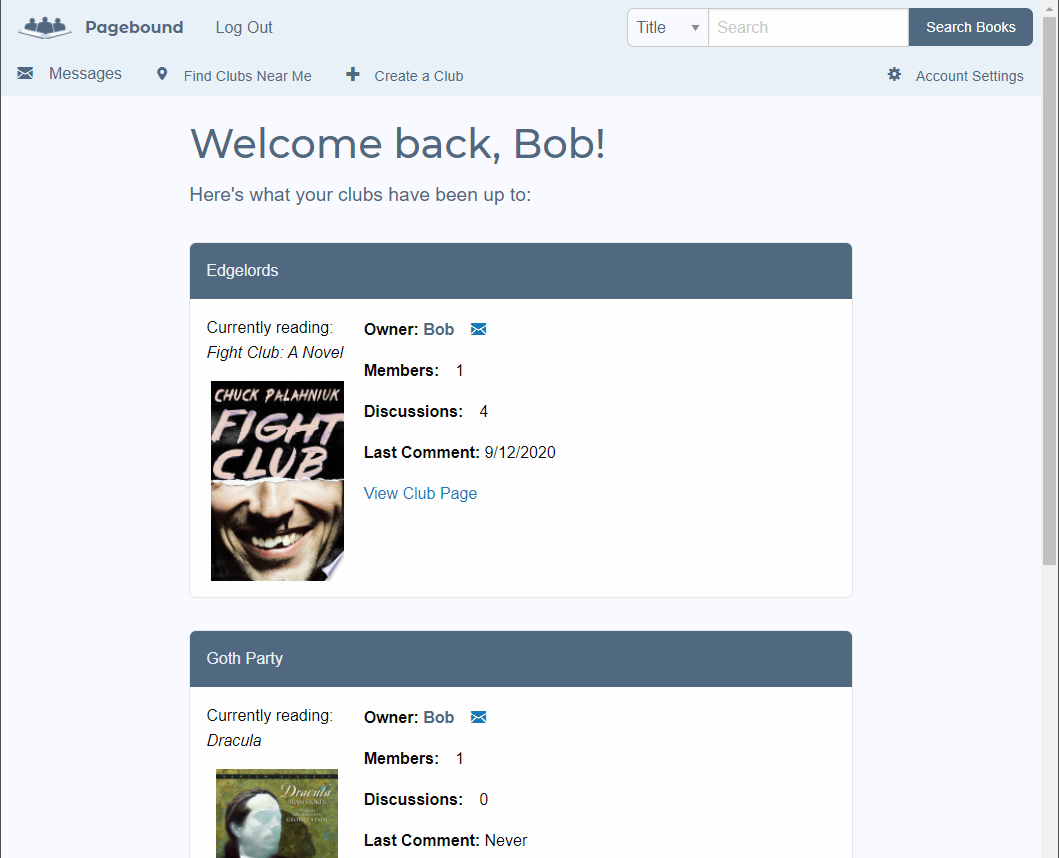 Pagebound Log Out Title Search Search Books
Messages Find Clubs Near Me Create a Club Account Settings
Welcome back, Bob!
Here's what your clubs have been up to:
Edgelords
Currently reading:
Fight Club: A Novel
CHUCK PALAHNIUK
FIGHT
CLUB
Owner: Bob
Members: 1
Discussions: 4
Last Comment: 9/12/2020
View Club Page
Goth Party
Currently reading:
Dracula
Dracula
BRAM STOKER
Owner: Bob
Members: 1
Discussions: 0
Last Comment: Never